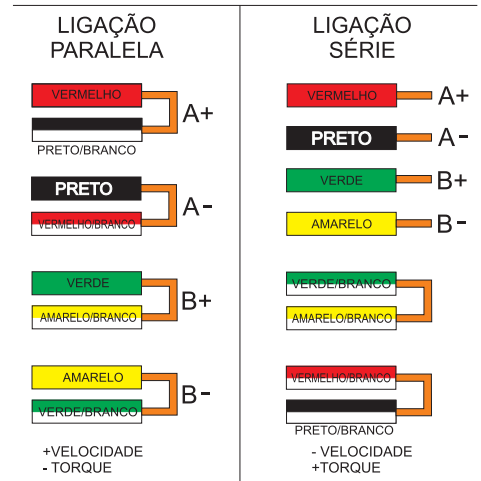 LIGAÇÃO
PARALELA
VERMELHO
A+
PRETO/BRANCO
PRETO
A-
VERMELHO/BRANCO
VERDE
B+
AMARELO/BRANCO
AMARELO
B-
VERDE/BRANCO
+VELOCIDADE
- TORQUE
LIGAÇÃO
SÉRIE
VERMELHO A+
PRETO A-
VERDE B+
AMARELO B-
VERDE/BRANCO
AMARELO/BRANCO
VERMELHO/BRANCO
PRETO/BRANCO
- VELOCIDADE
+TORQUE